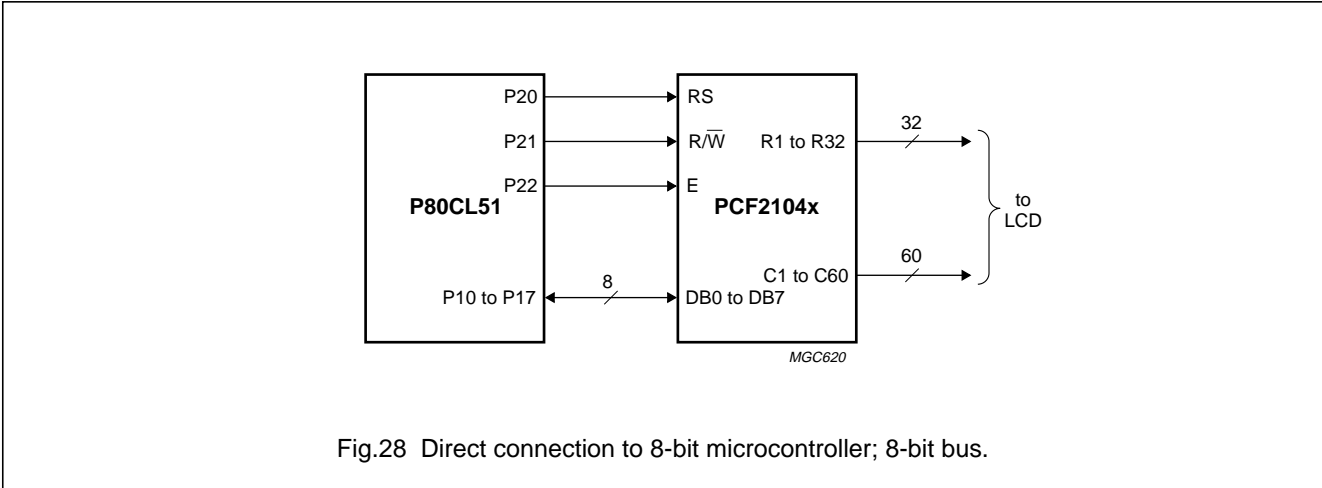 P20
RS
32
P21
R/W̅
R1 to R32
P22
E
P80CL51
PCF2104x
to
LCD
60
C1 to C60
8
P10 to P17
DB0 to DB7
MGC620
Fig.28 Direct connection to 8-bit microcontroller; 8-bit bus.